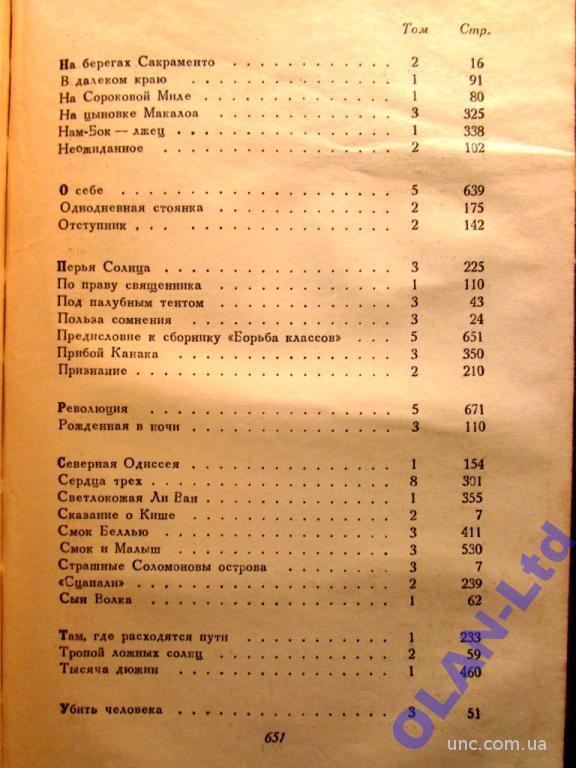 Том Стр.
На берегах Сакраменто . . . . . . . . . . . 2 16
В далеком краю . . . . . . . . . . . . . 1 91
На Сороковой Миле . . . . . . . . . . . . 1 80
На цыновке Макалоа . . . . . . . . . . . . 3 325
Нам-Бок — лжец . . . . . . . . . . . . . 1 338
Неожиданное . . . . . . . . . . . . . . 2 102
О себе . . . . . . . . . . . . . . . . 5 639
Однодневная стоянка . . . . . . . . . . . . 2 175
Отступник . . . . . . . . . . . . . . . 2 142
Перья Солнца . . . . . . . . . . . . . . 3 225
По праву священника . . . . . . . . . . . . 1 110
Под палубным тентом . . . . . . . . . . . . 3 43
Польза сомнения . . . . . . . . . . . . . 3 24
Предисловие к сборнику «Борьба классов» . . . 5 651
Прибой Канака . . . . . . . . . . . . . . 3 350
Признание . . . . . . . . . . . . . . . 2 210
Революция . . . . . . . . . . . . . . . 5 671
Рожденная в ночи . . . . . . . . . . . . . 3 110
Северная Одиссея . . . . . . . . . . . . . 1 154
Сердца трех . . . . . . . . . . . . . . 8 301
Светлокожая Ли Ван . . . . . . . . . . . . 1 355
Сказание о Кише . . . . . . . . . . . . . 2 7
Смок Беллью . . . . . . . . . . . . . . 3 411
Смок и Малыш . . . . . . . . . . . . . . 3 530
Страшные Соломоновы острова . . . . . . . . 3 7
«Сцапали» . . . . . . . . . . . . . . . 2 239
Сын Волка . . . . . . . . . . . . . . . 1 62
Там, где расходятся пути . . . . . . . . . . 1 233
Тропой ложных солнц . . . . . . . . . . . . 2 59
Тысяча дюжин . . . . . . . . . . . . . . 1 460
Убить человека . . . . . . . . . . . . . . 3 51
651
OLAN-Ltd
unc.com.ua